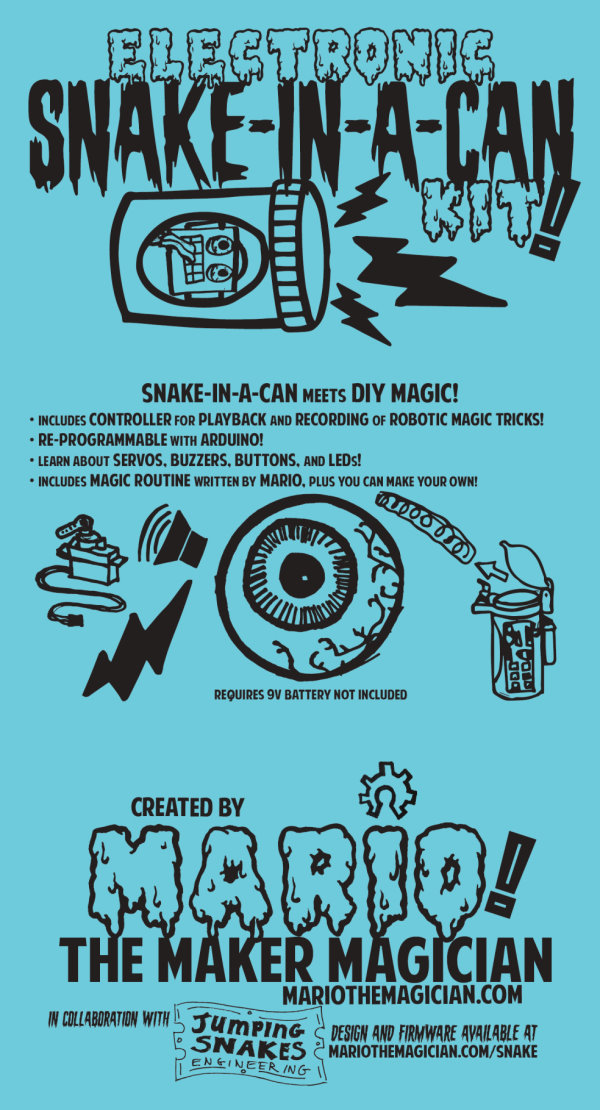 ELECTRONIC
SNAKE-IN-A-CAN
KIT!
SNAKE-IN-A-CAN MEETS DIY MAGIC!
• INCLUDES CONTROLLER FOR PLAYBACK AND RECORDING OF ROBOTIC MAGIC TRICKS!
• RE-PROGRAMMABLE WITH ARDUINO!
• LEARN ABOUT SERVOS, BUZZERS, BUTTONS, AND LEDs!
• INCLUDES MAGIC ROUTINE WRITTEN BY MARIO, PLUS YOU CAN MAKE YOUR OWN!
REQUIRES 9V BATTERY NOT INCLUDED
CREATED BY
MARIO!
THE MAKER MAGICIAN
MARIOTHEMAGICIAN.COM
IN COLLABORATION WITH
JUMPING
SNAKES
ENGINEERING
DESIGN AND FIRMWARE AVAILABLE AT
MARIOTHEMAGICIAN.COM/SNAKE